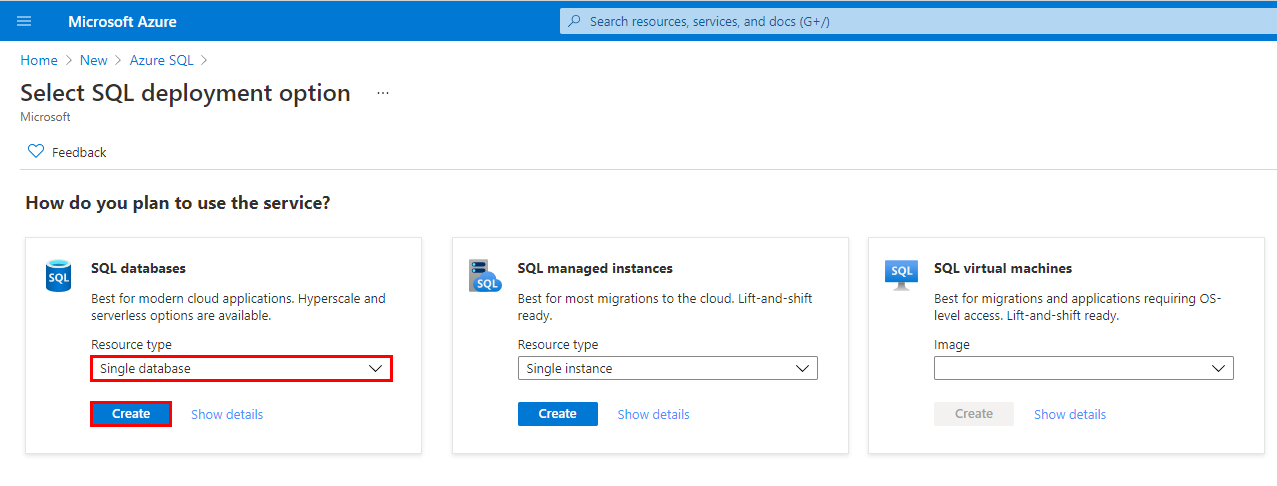 Microsoft Azure
Search resources, services, and docs (G+/)
Home > New > Azure SQL >
Select SQL deployment option ...
Microsoft
Feedback
How do you plan to use the service?
SQL
SQL databases
Best for modern cloud applications. Hyperscale and
serverless options are available.
Resource type
Single database
Create
Show details
SQL
SQL managed instances
Best for most migrations to the cloud. Lift-and-shift
ready.
Resource type
Single instance
Create
Show details
SQL
SQL virtual machines
Best for migrations and applications requiring OS-
level access. Lift-and-shift ready.
Image
Create
Show details